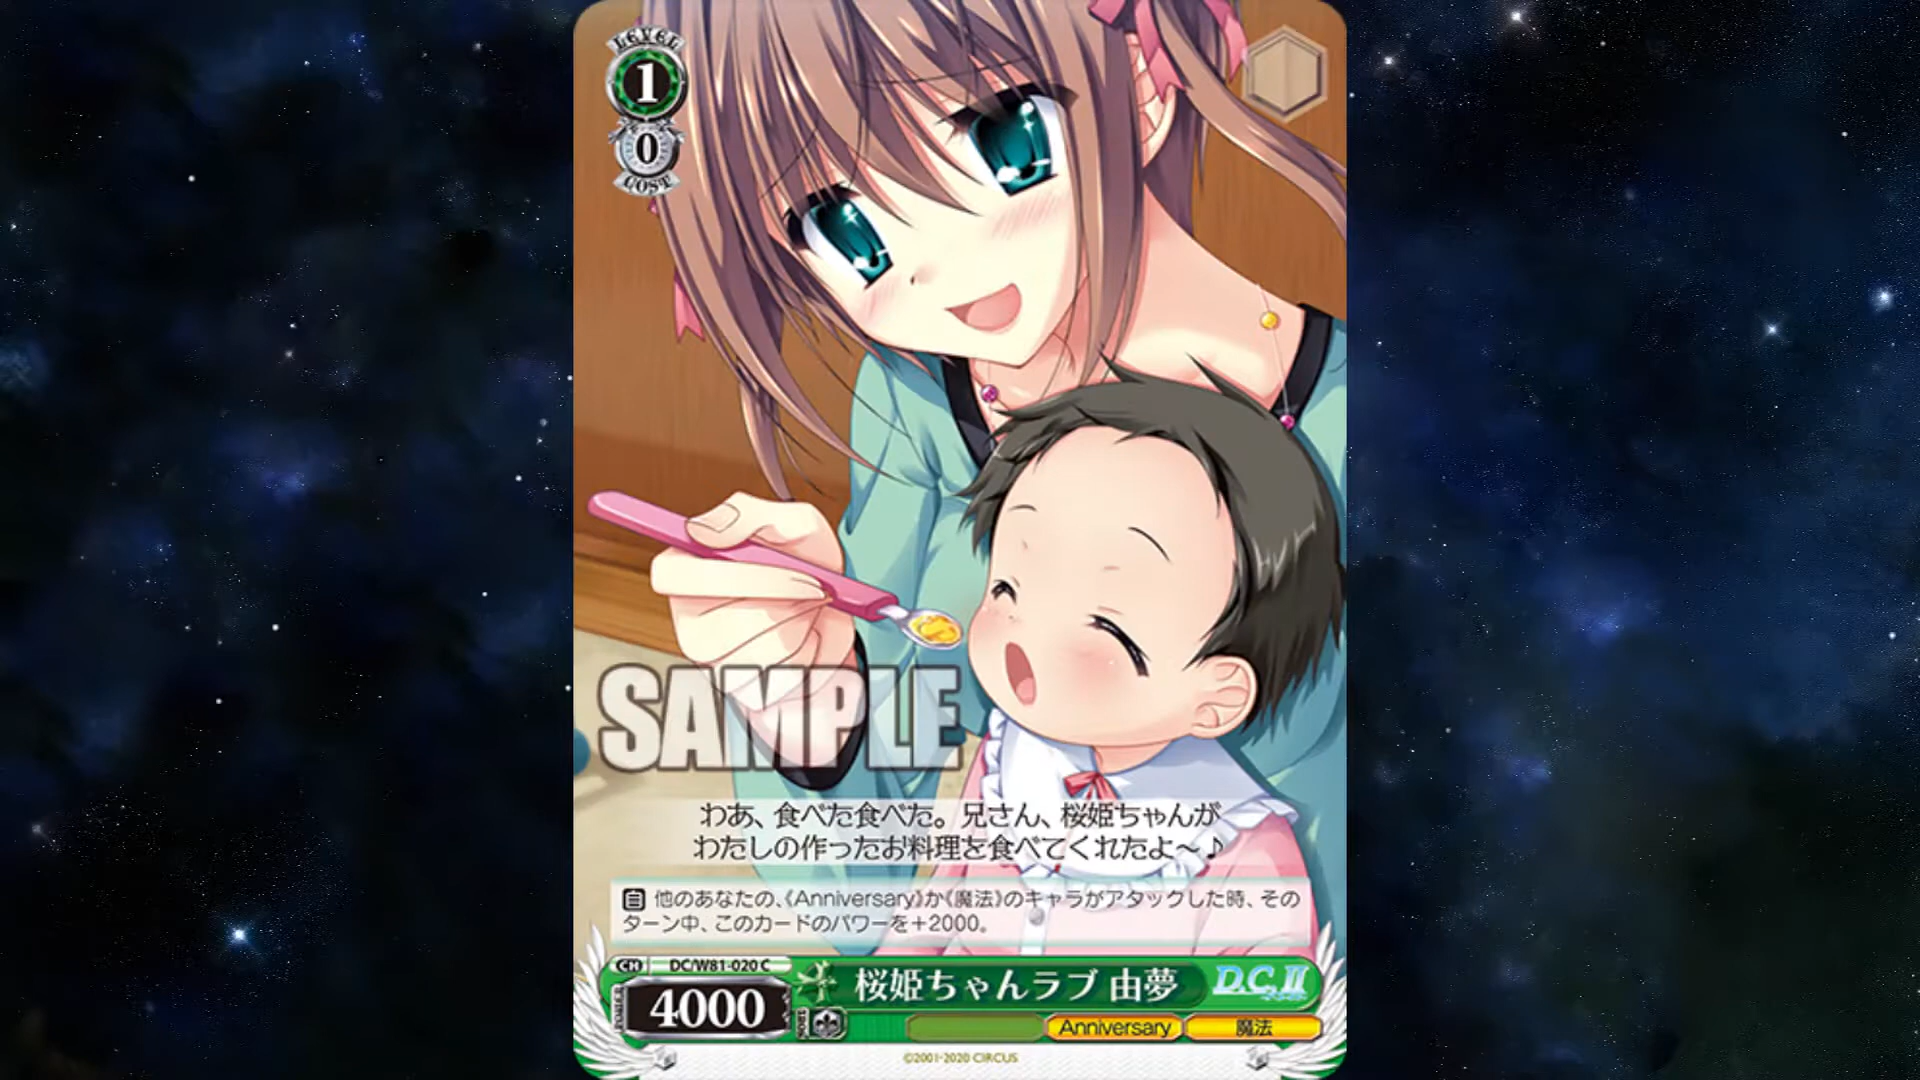 LEVEL
1
0
COST
SAMPLE
わあ、食べた食べた。兄さん、桜姫ちゃんが
わたしの作ったお料理を食べてくれたよ～♪
他のあなたの、《Anniversary》か《魔法》のキャラがアタックした時、その
ターン中、このカードのパワーを＋2000。
CH DC/W81-020 C
桜姫ちゃんラブ 由夢
D.C.II
POWER 4000 SOUL
Anniversary 魔法
©2001-2020 CIRCUS